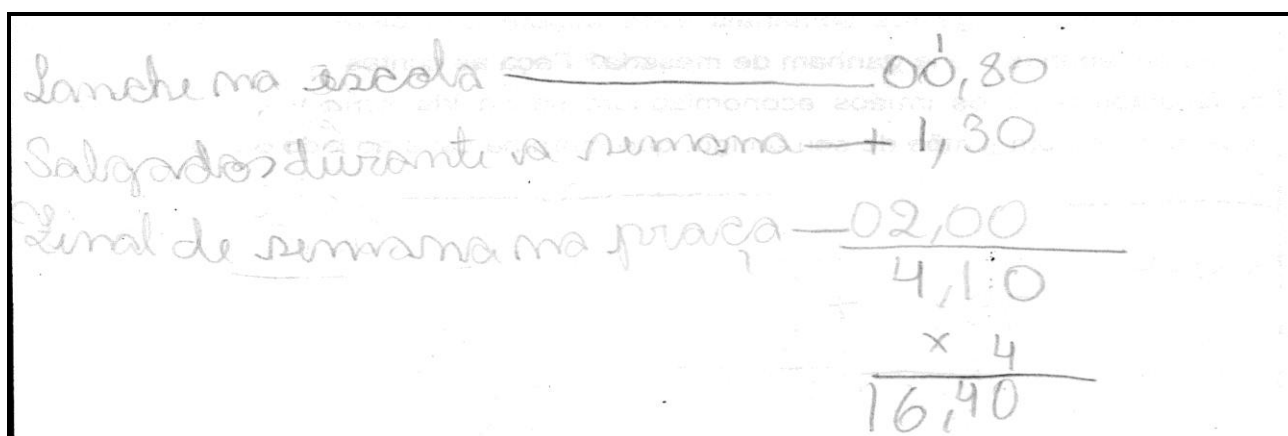 Lanche na escola 00,80
Salgados durante a semana + 1,30
Final de semana na praça 02,00
4,10
x 4
16,40